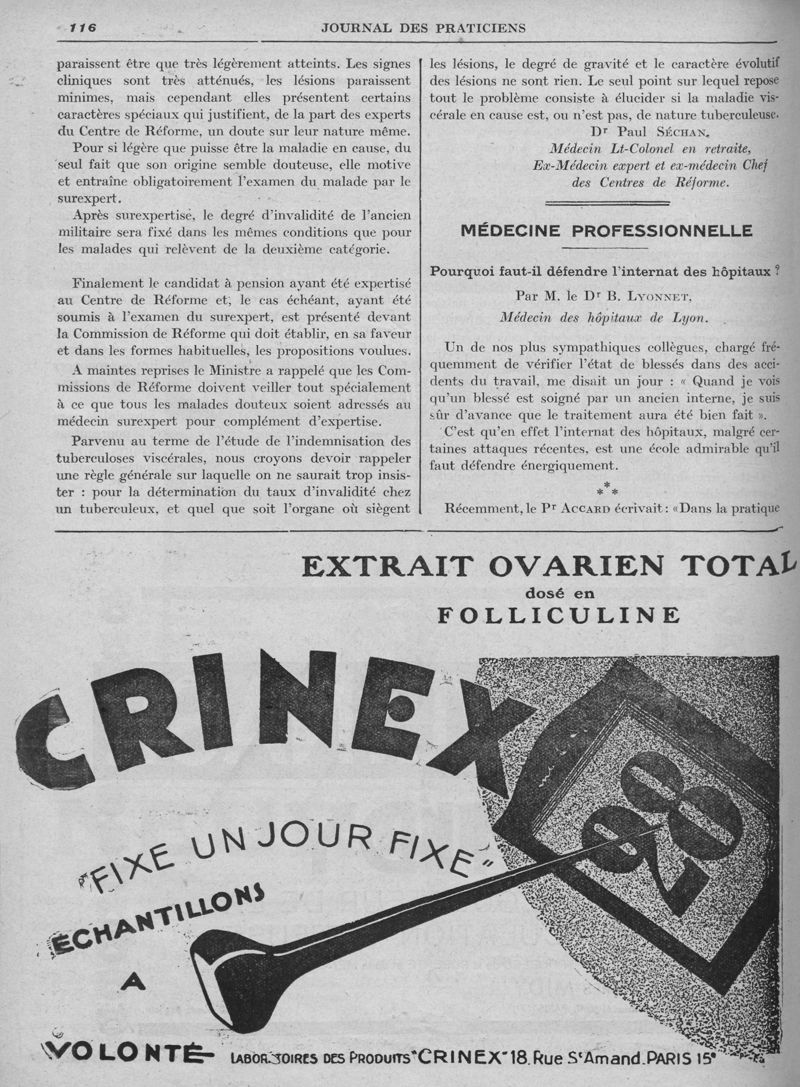 116
JOURNAL DES PRATICIENS
paraissent être que très légèrement atteints. Les signes
cliniques sont très atténués, les lésions paraissent
minimes, mais cependant elles présentent certains
caractères spéciaux qui justifient, de la part des experts
du Centre de Réforme, un doute sur leur nature même.
Pour si légère que puisse être la maladie en cause, du
seul fait que son origine semble douteuse, elle motive
et entraîne obligatoirement l'examen du malade par le
surexpert.
Après surexpertise, le degré d'invalidité de l'ancien
militaire sera fixé dans les mêmes conditions que pour
les malades qui relèvent de la deuxième catégorie.
Finalement le candidat à pension ayant été expertisé
au Centre de Réforme et, le cas échéant, ayant été
soumis à l'examen du surexpert, est présenté devant
la Commission de Réforme qui doit établir, en sa faveur
et dans les formes habituelles, les propositions voulues.
A maintes reprises le Ministre a rappelé que les Com-
missions de Réforme doivent veiller tout spécialement
à ce que tous les malades douteux soient adressés au
médecin surexpert pour complément d'expertise.
Parvenu au terme de l'étude de l'indemnisation des
tuberculoses viscérales, nous croyons devoir rappeler
une règle générale sur laquelle on ne saurait trop insis-
ter : pour la détermination du taux d'invalidité chez
un tuberculeux, et quel que soit l'organe où siègent
les lésions, le degré de gravité et le caractère évolutif
des lésions ne sont rien. Le seul point sur lequel repose
tout le problème consiste à élucider si la maladie vis-
cérale en cause est, ou n'est pas, de nature tuberculeuse.
Dr Paul SÉCHAN,
Médecin Lt-Colonel en retraite,
Ex-Médecin expert et ex-médecin Chef
des Centres de Réforme.
MÉDECINE PROFESSIONNELLE
Pourquoi faut-il défendre l'internat des hôpitaux ?
Par M. le Dr B. LYONNET,
Médecin des hôpitaux de Lyon.
Un de nos plus sympathiques collègues, chargé fré-
quemment de vérifier l'état de blessés dans des acci-
dents du travail, me disait un jour : « Quand je vois
qu'un blessé est soigné par un ancien interne, je suis
sûr d'avance que le traitement aura été bien fait ».
C'est qu'en effet l'internat des hôpitaux, malgré cer-
taines attaques récentes, est une école admirable qu'il
faut défendre énergiquement.
*
* *
Récemment, le Pr ACCARD écrivait : «Dans la pratique
EXTRAIT OVARIEN TOTAL
dosé en
FOLLICULINE
CRINEX
28
"FIXE UN JOUR FIXE"
ÉCHANTILLONS
A
VOLONTÉ
LABORATOIRES DES PRODUITS "CRINEX" 18. Rue St Amand. PARIS 15e